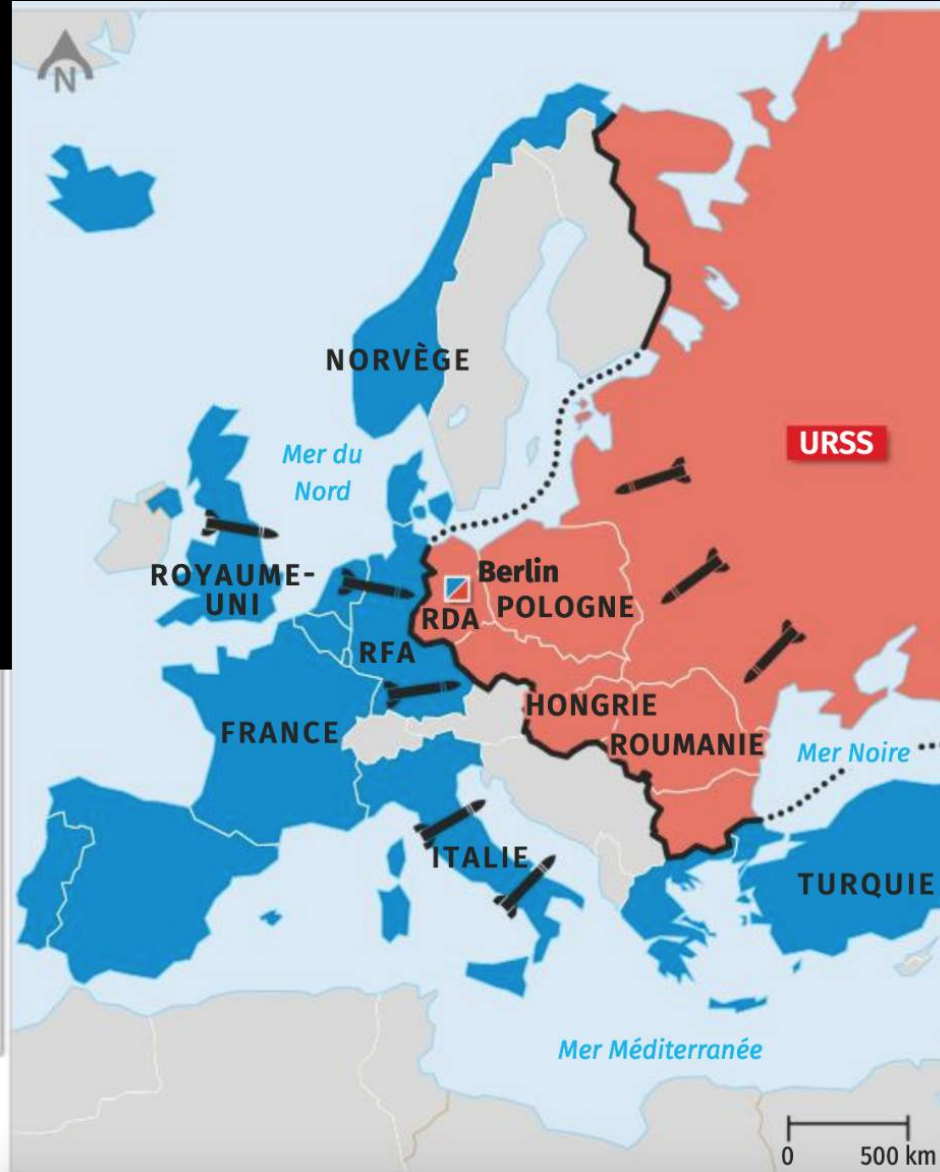 N
NORVÈGE
URSS
Mer du
Nord
ROYAUME-
UNI
Berlin
POLOGNE
RDA
RFA
HONGRIE
FRANCE
ROUMANIE
Mer Noire
ITALIE
TURQUIE
Mer Méditerranée
0 500 km